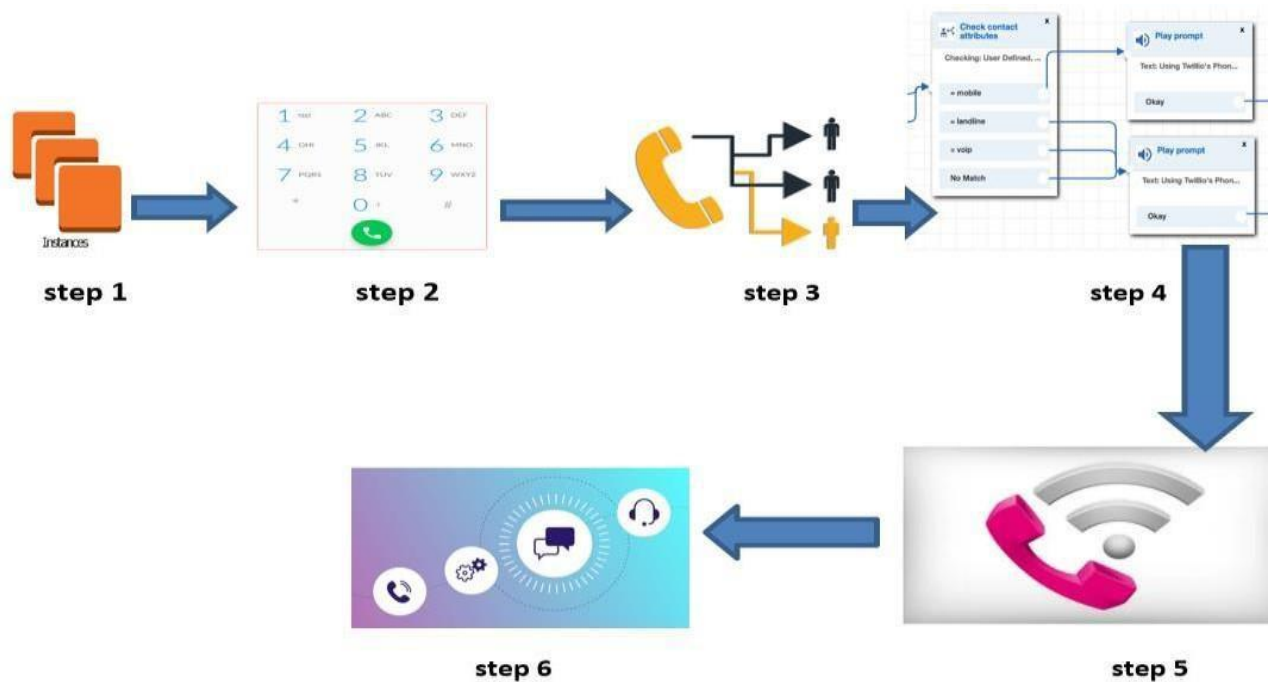 Instances
step 1
1
2 ABC
3 DEF
4 GHI
5 JKL
6 MNO
7 PQRS
8 TUV
9 WXYZ
*
0 +
#
step 2
step 3
Check contact
attributes
x
Checking: User Defined, ...
= mobile
= landline
= voip
No Match
Play prompt
x
Text: Using Twillio's Phon...
Okay
Play prompt
x
Text: Using Twillio's Phon...
Okay
step 4
step 5
step 6